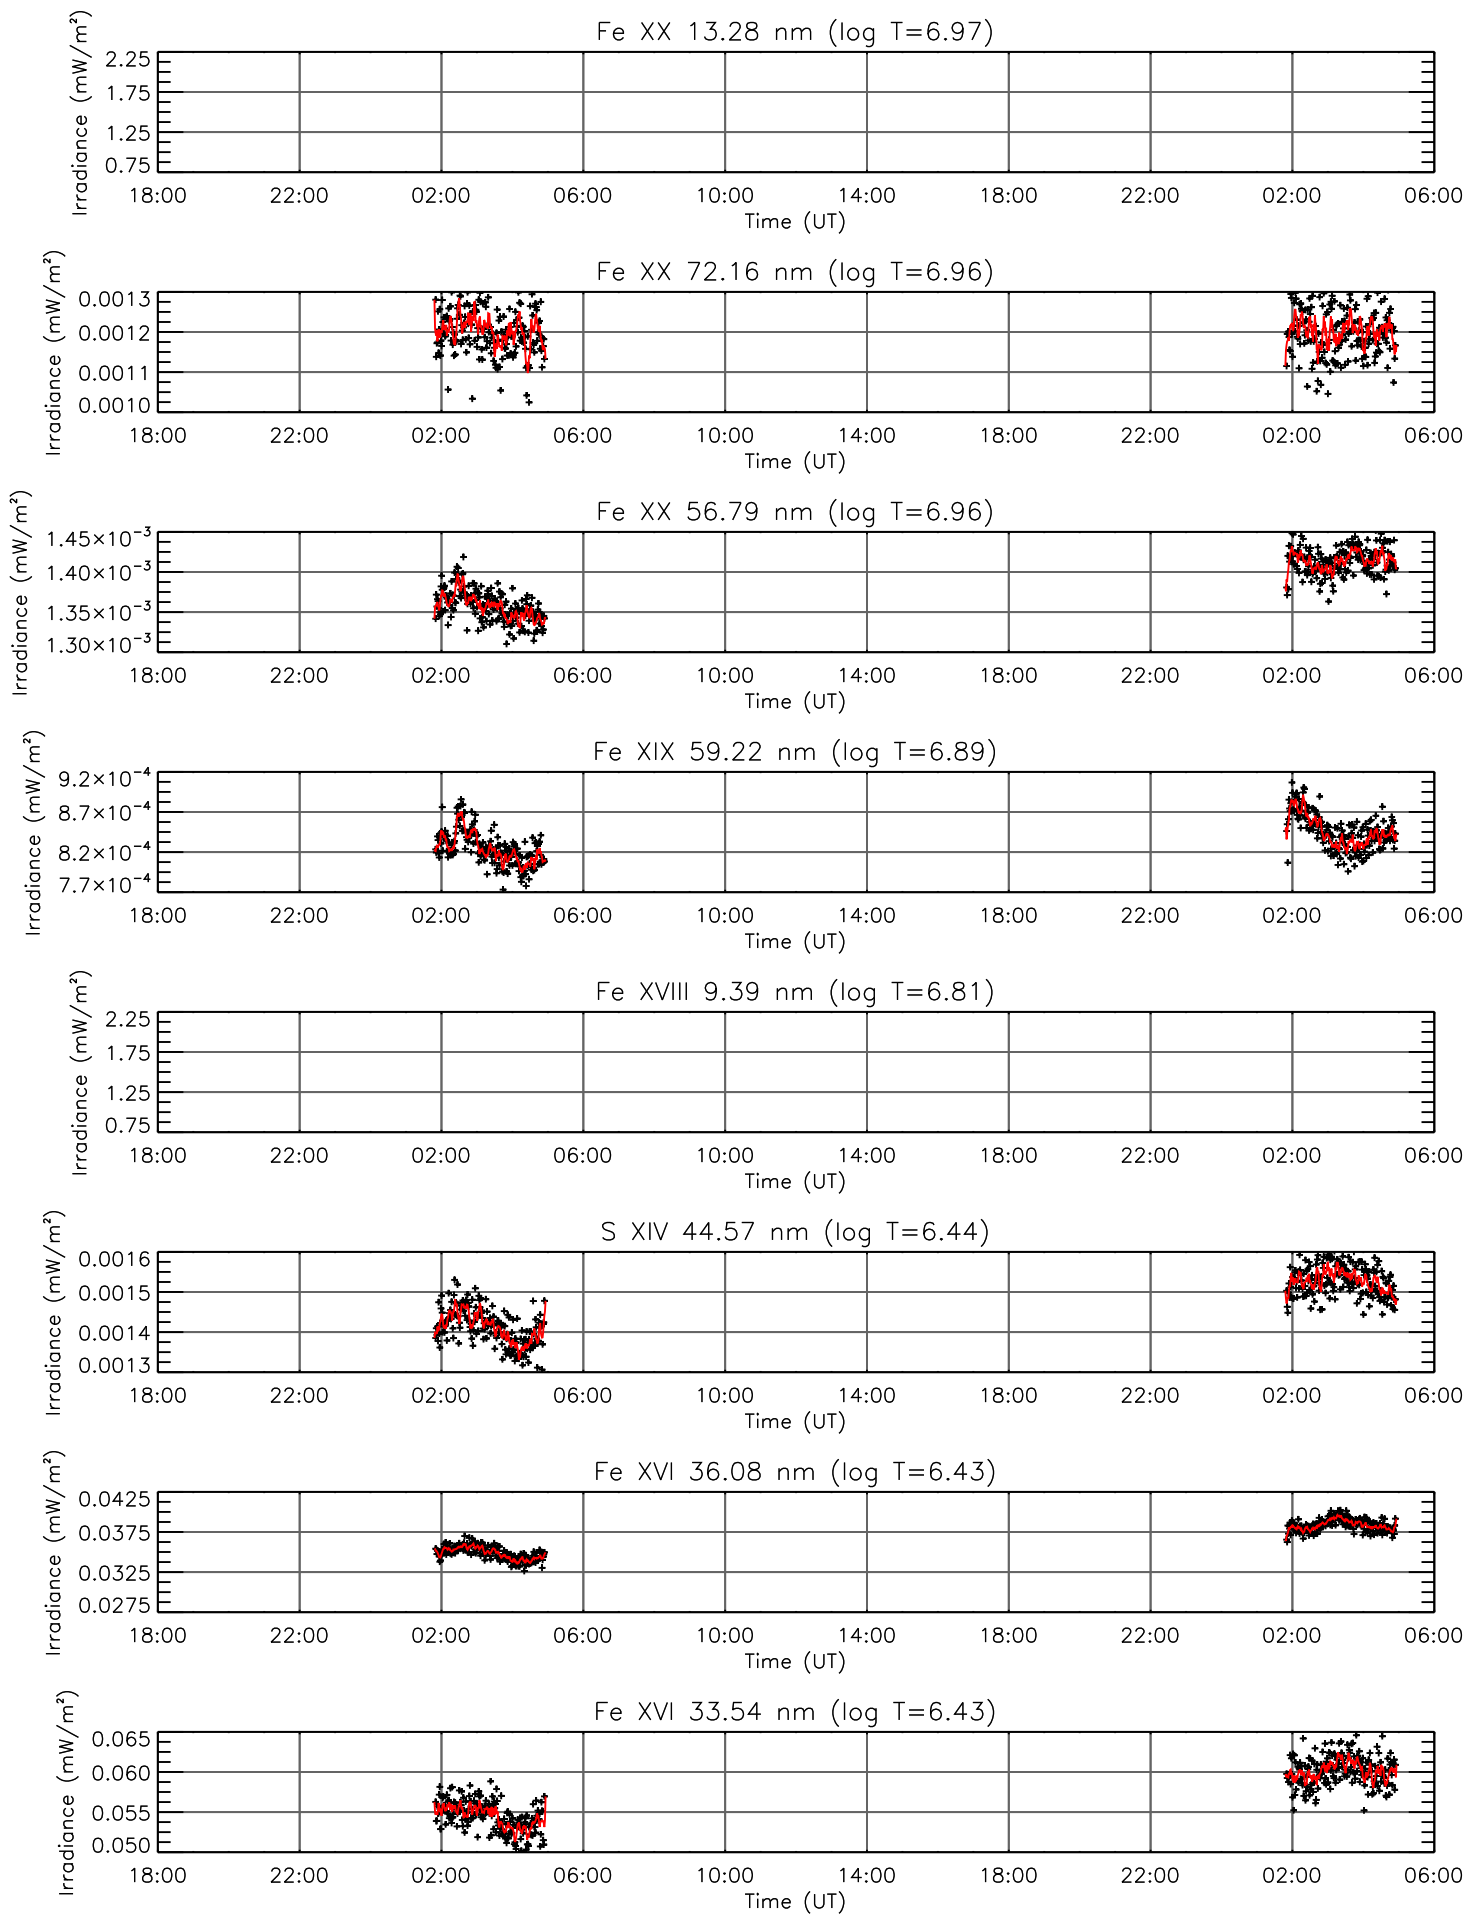 Fe XX 13.28 nm (log T=6.97)
Irradiance (mW/m²)
2.25
1.75
1.25
0.75
18:00 22:00 02:00 06:00 10:00 14:00 18:00 22:00 02:00 06:00
Time (UT)
Fe XX 72.16 nm (log T=6.96)
Irradiance (mW/m²)
0.0013
0.0012
0.0011
0.0010
18:00 22:00 02:00 06:00 10:00 14:00 18:00 22:00 02:00 06:00
Time (UT)
Fe XX 56.79 nm (log T=6.96)
Irradiance (mW/m²)
1.45×10⁻³
1.40×10⁻³
1.35×10⁻³
1.30×10⁻³
18:00 22:00 02:00 06:00 10:00 14:00 18:00 22:00 02:00 06:00
Time (UT)
Fe XIX 59.22 nm (log T=6.89)
Irradiance (mW/m²)
9.2×10⁻⁴
8.7×10⁻⁴
8.2×10⁻⁴
7.7×10⁻⁴
18:00 22:00 02:00 06:00 10:00 14:00 18:00 22:00 02:00 06:00
Time (UT)
Fe XVIII 9.39 nm (log T=6.81)
Irradiance (mW/m²)
2.25
1.75
1.25
0.75
18:00 22:00 02:00 06:00 10:00 14:00 18:00 22:00 02:00 06:00
Time (UT)
S XIV 44.57 nm (log T=6.44)
Irradiance (mW/m²)
0.0016
0.0015
0.0014
0.0013
18:00 22:00 02:00 06:00 10:00 14:00 18:00 22:00 02:00 06:00
Time (UT)
Fe XVI 36.08 nm (log T=6.43)
Irradiance (mW/m²)
0.0425
0.0375
0.0325
0.0275
18:00 22:00 02:00 06:00 10:00 14:00 18:00 22:00 02:00 06:00
Time (UT)
Fe XVI 33.54 nm (log T=6.43)
Irradiance (mW/m²)
0.065
0.060
0.055
0.050
18:00 22:00 02:00 06:00 10:00 14:00 18:00 22:00 02:00 06:00
Time (UT)